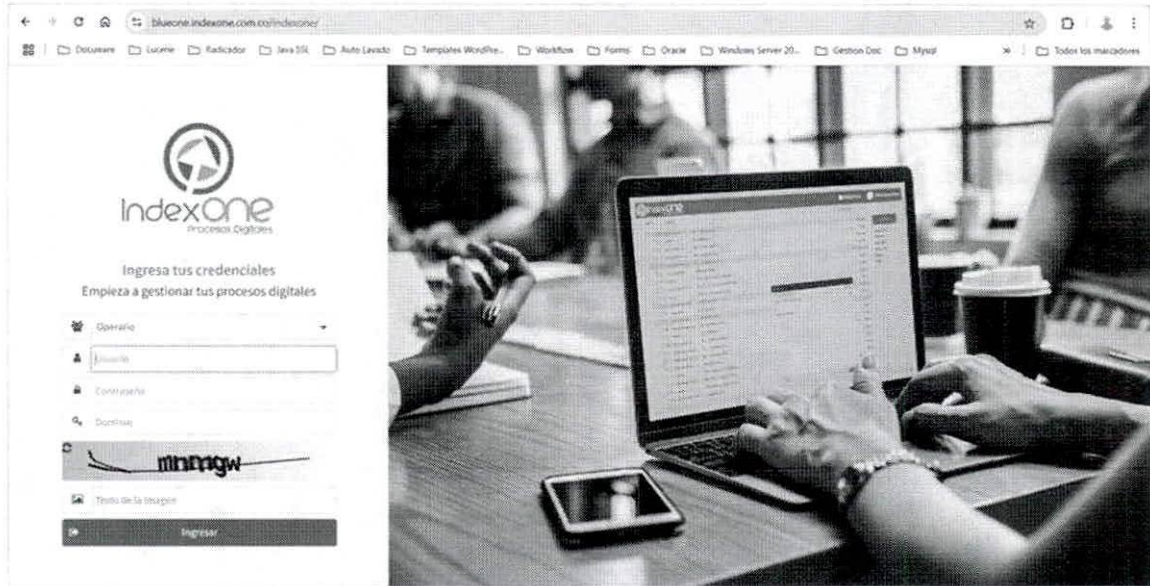 blueone.indexone.com.co/indexone/
Docuware Lucene Radicador Java SSL Auto Lavado Templates WordPre... Workflow Forms Oracle Windows Server 20... Gestion Doc Mysql » Todos los marcadores
IndexOne
Procesos Digitales
Ingresa tus credenciales
Empieza a gestionar tus procesos digitales
Operario
Usuario
Contraseña
Dominio
mnmgw
Texto de la Imagen
Ingresar